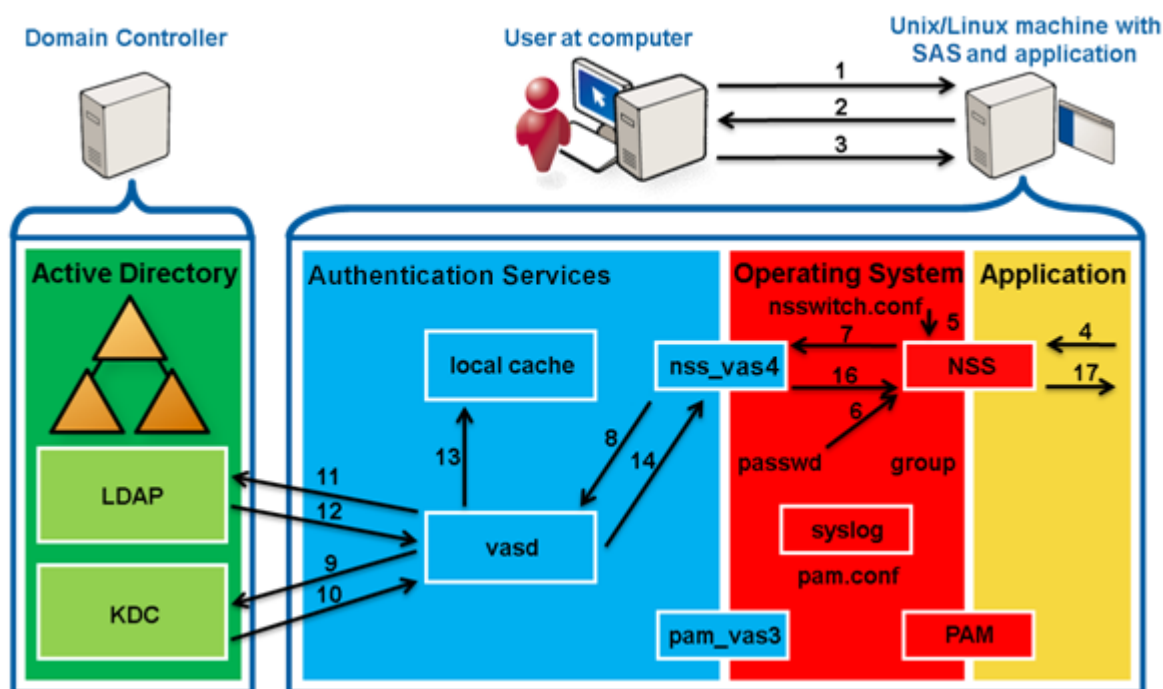 Domain Controller
User at computer
Unix/Linux machine with
SAS and application
1
2
3
Active Directory
Authentication Services
Operating System
Application
nsswitch.conf
5
7
4
local cache
nss_vas4
NSS
16
17
6
8
13
14
passwd
group
11
LDAP
12
syslog
vasd
9
pam.conf
10
KDC
pam_vas3
PAM